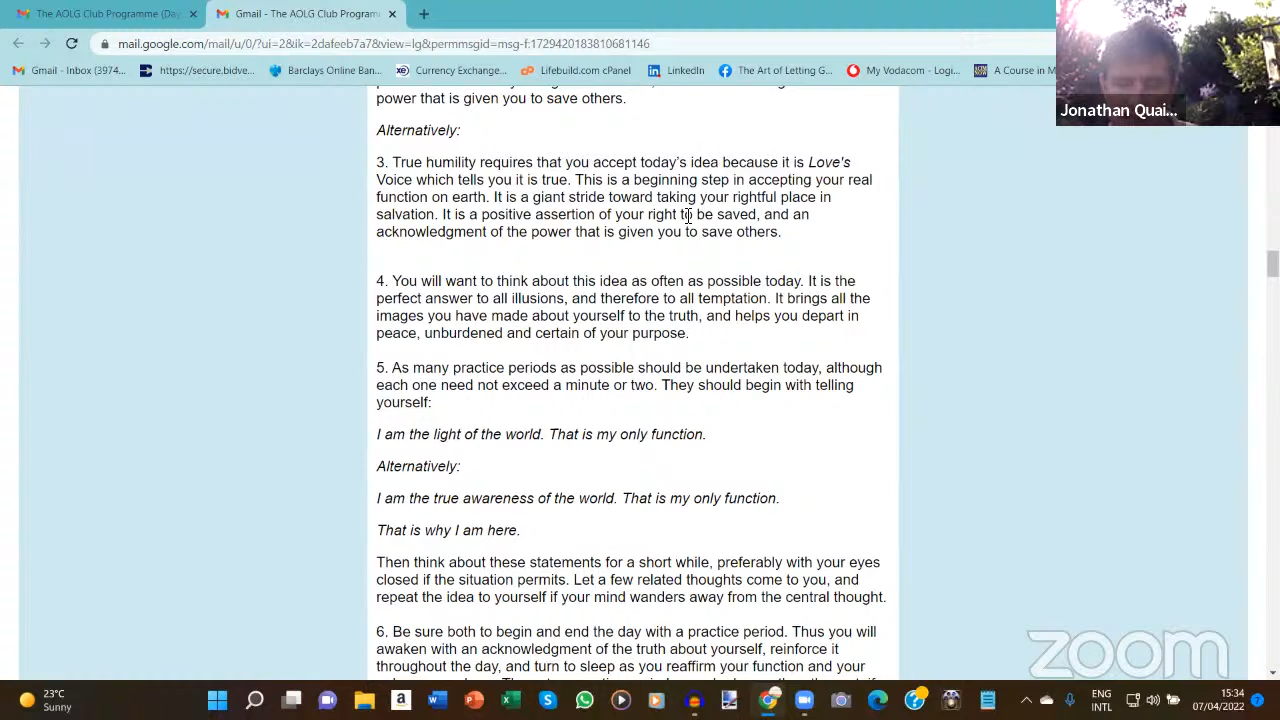 The AOLG Club Programme (Day
Gmail - The AOLG Club Program
mail.google.com/mail/u/0/?ui=2&ik=2dafeeb7a78view=lg&permmsgid=msg-f:1729420183810681146
Gmail - Inbox (3974...
https://secure.bidve...
Barclays Online Ban...
Currency Exchange...
Lifebuild.com cPanel
LinkedIn
The Art of Letting G...
My Vodacom - Logi...
A Course in M
Jonathan Quai...
power that is given you to save others.
Alternatively:
3. True humility requires that you accept today's idea because it is Love's
Voice which tells you it is true. This is a beginning step in accepting your real
function on earth. It is a giant stride toward taking your rightful place in
salvation. It is a positive assertion of your right to be saved, and an
acknowledgment of the power that is given you to save others.
4. You will want to think about this idea as often as possible today. It is the
perfect answer to all illusions, and therefore to all temptation. It brings all the
images you have made about yourself to the truth, and helps you depart in
peace, unburdened and certain of your purpose.
5. As many practice periods as possible should be undertaken today, although
each one need not exceed a minute or two. They should begin with telling
yourself:
I am the light of the world. That is my only function.
Alternatively:
I am the true awareness of the world. That is my only function.
That is why I am here.
Then think about these statements for a short while, preferably with your eyes
closed if the situation permits. Let a few related thoughts come to you, and
repeat the idea to yourself if your mind wanders away from the central thought.
6. Be sure both to begin and end the day with a practice period. Thus you will
awaken with an acknowledgment of the truth about yourself, reinforce it
throughout the day, and turn to sleep as you reaffirm your function and your
zoom
23°C
Sunny
ENG
INTL
15:34
07/04/2022